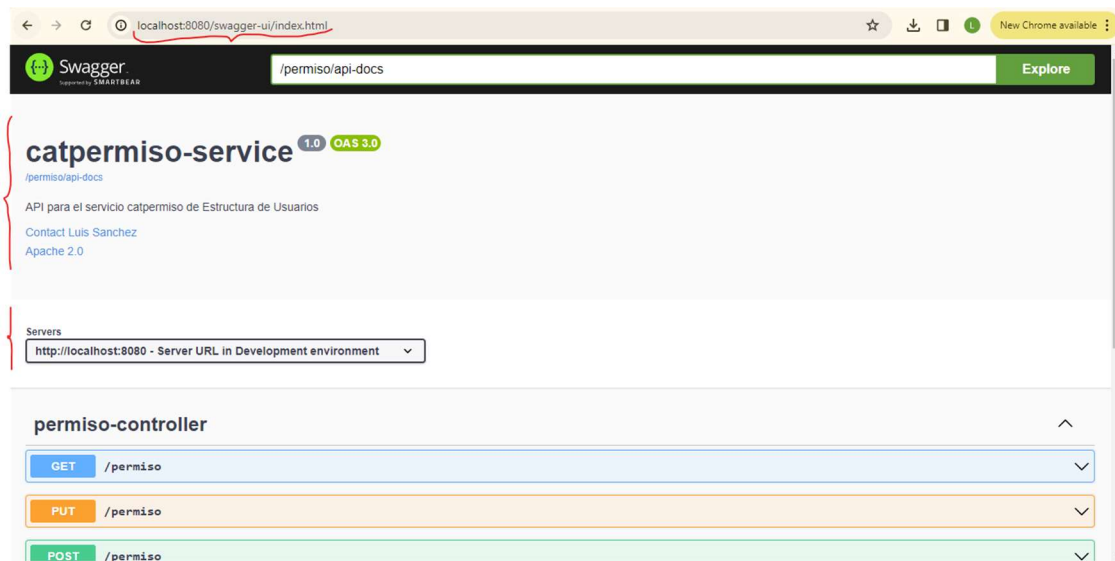 localhost:8080/swagger-ui/index.html
L
New Chrome available
{...} Swagger.
Supported by SMARTBEAR
/permiso/api-docs
Explore
catpermiso-service 1.0 OAS 3.0
/permiso/api-docs
API para el servicio catpermiso de Estructura de Usuarios
Contact Luis Sanchez
Apache 2.0
Servers
http://localhost:8080 - Server URL in Development environment
permiso-controller
GET /permiso
PUT /permiso
POST /permiso